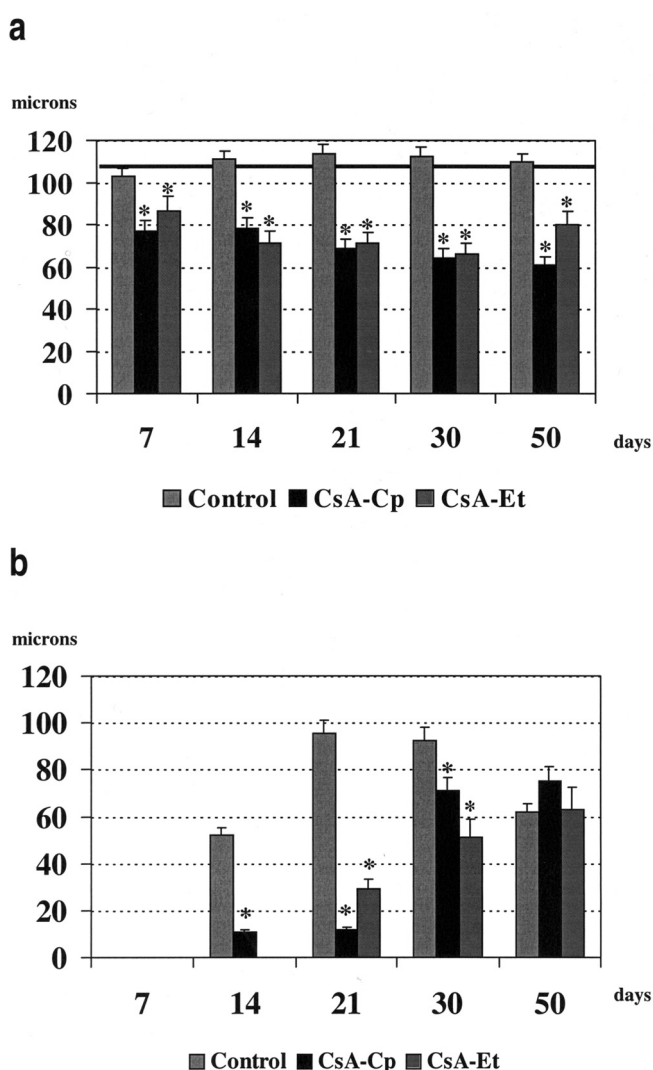 a
microns
120
100
80
60
40
20
0
* * * * * * * * * *
7 14 21 30 50 days
Control CsA-Cp CsA-Et
b
microns
120
100
80
60
40
20
0
* * * * *
7 14 21 30 50 days
Control CsA-Cp CsA-Et